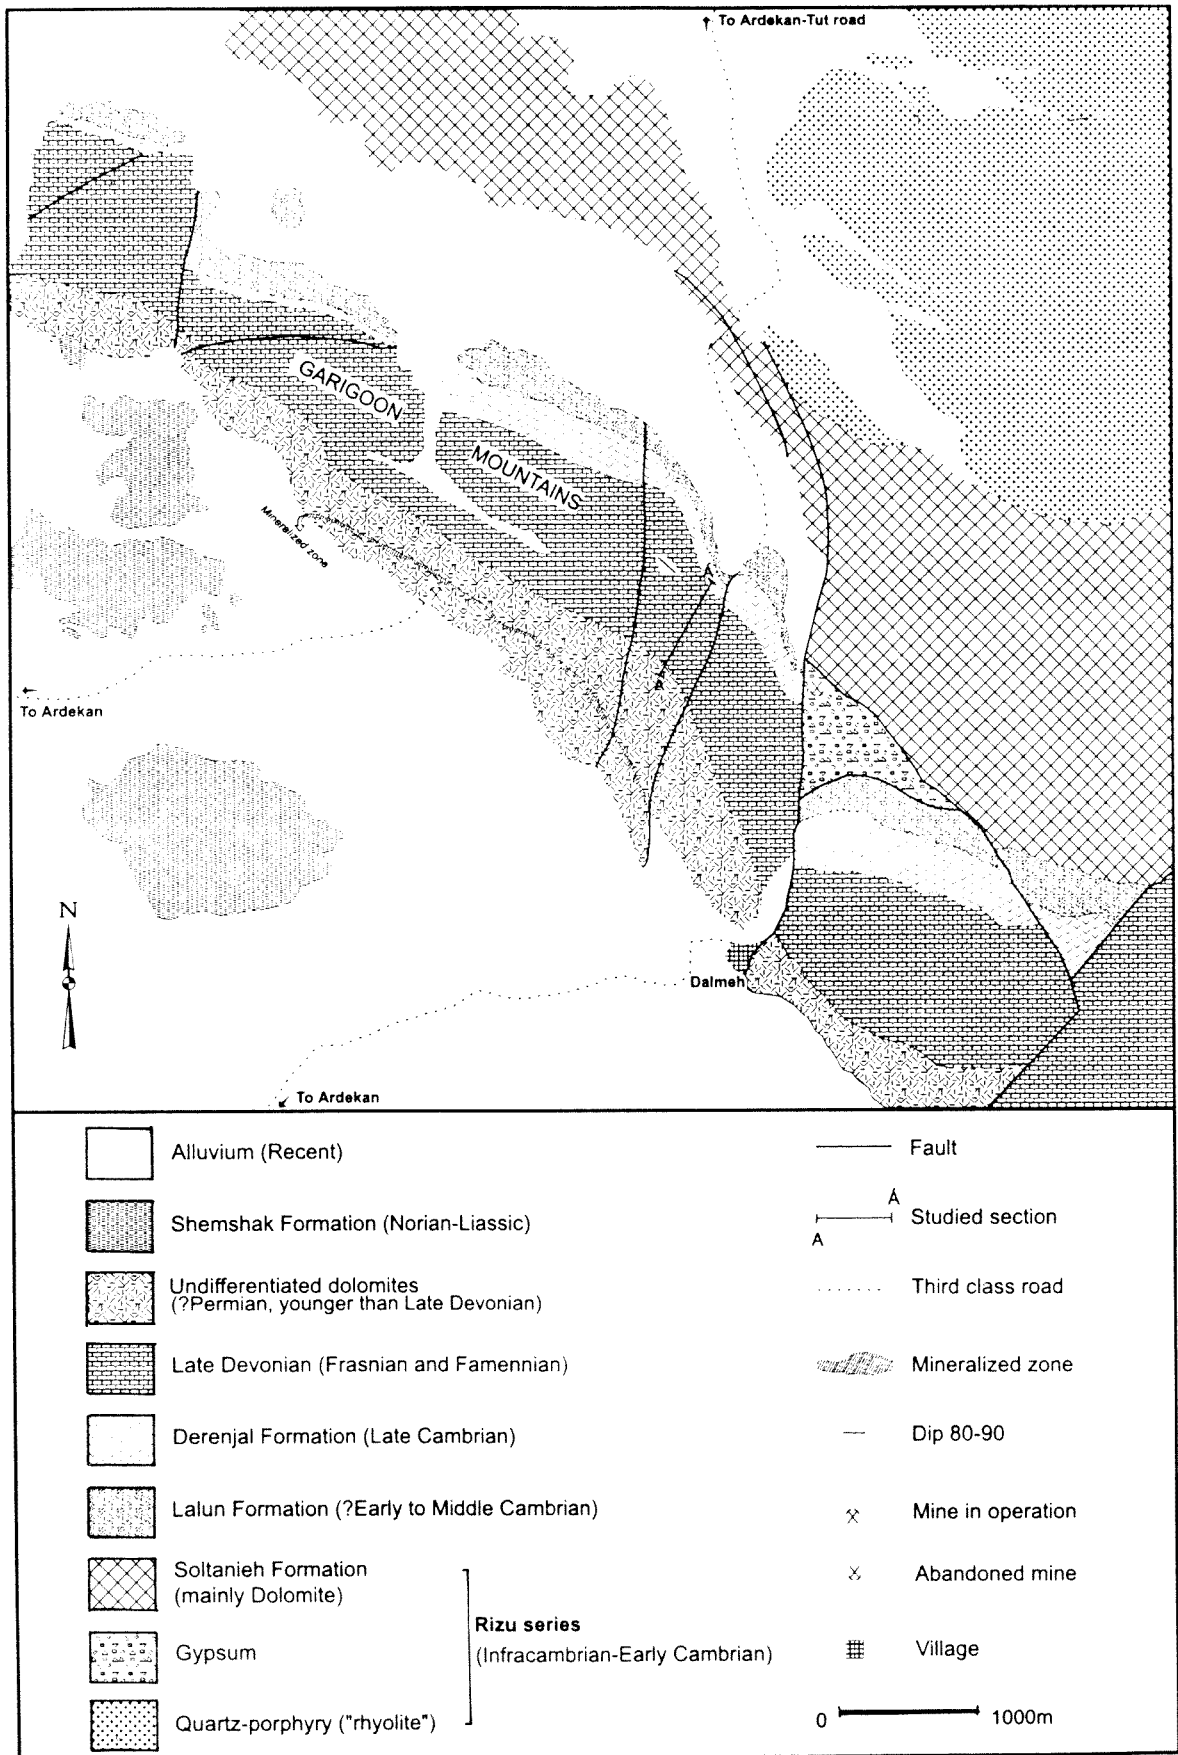 To Ardekan-Tut road
GARIGOON
MOUNTAINS
Mineralized zone
A
A
To Ardekan
N
Dalmeh
To Ardekan
Alluvium (Recent)
Shemshak Formation (Norian-Liassic)
Undifferentiated dolomites
(?Permian, younger than Late Devonian)
Late Devonian (Frasnian and Famennian)
Derenjal Formation (Late Cambrian)
Lalun Formation (?Early to Middle Cambrian)
Soltanieh Formation
(mainly Dolomite)
Gypsum
Quartz-porphyry ("rhyolite")
Rizu series
(Infracambrian-Early Cambrian)
Fault
Á
Studied section
A
Third class road
Mineralized zone
Dip 80-90
Mine in operation
Abandoned mine
Village
0 1000m